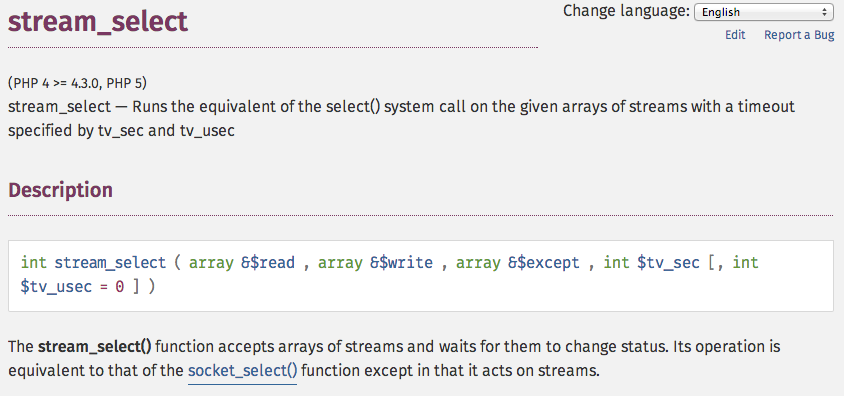 stream_select
Change language: English
Edit Report a Bug
(PHP 4 >= 4.3.0, PHP 5)
stream_select — Runs the equivalent of the select() system call on the given arrays of streams with a timeout
specified by tv_sec and tv_usec
Description
int stream_select ( array &$read , array &$write , array &$except , int $tv_sec [, int
$tv_usec = 0 ] )
The stream_select() function accepts arrays of streams and waits for them to change status. Its operation is
equivalent to that of the socket_select() function except in that it acts on streams.